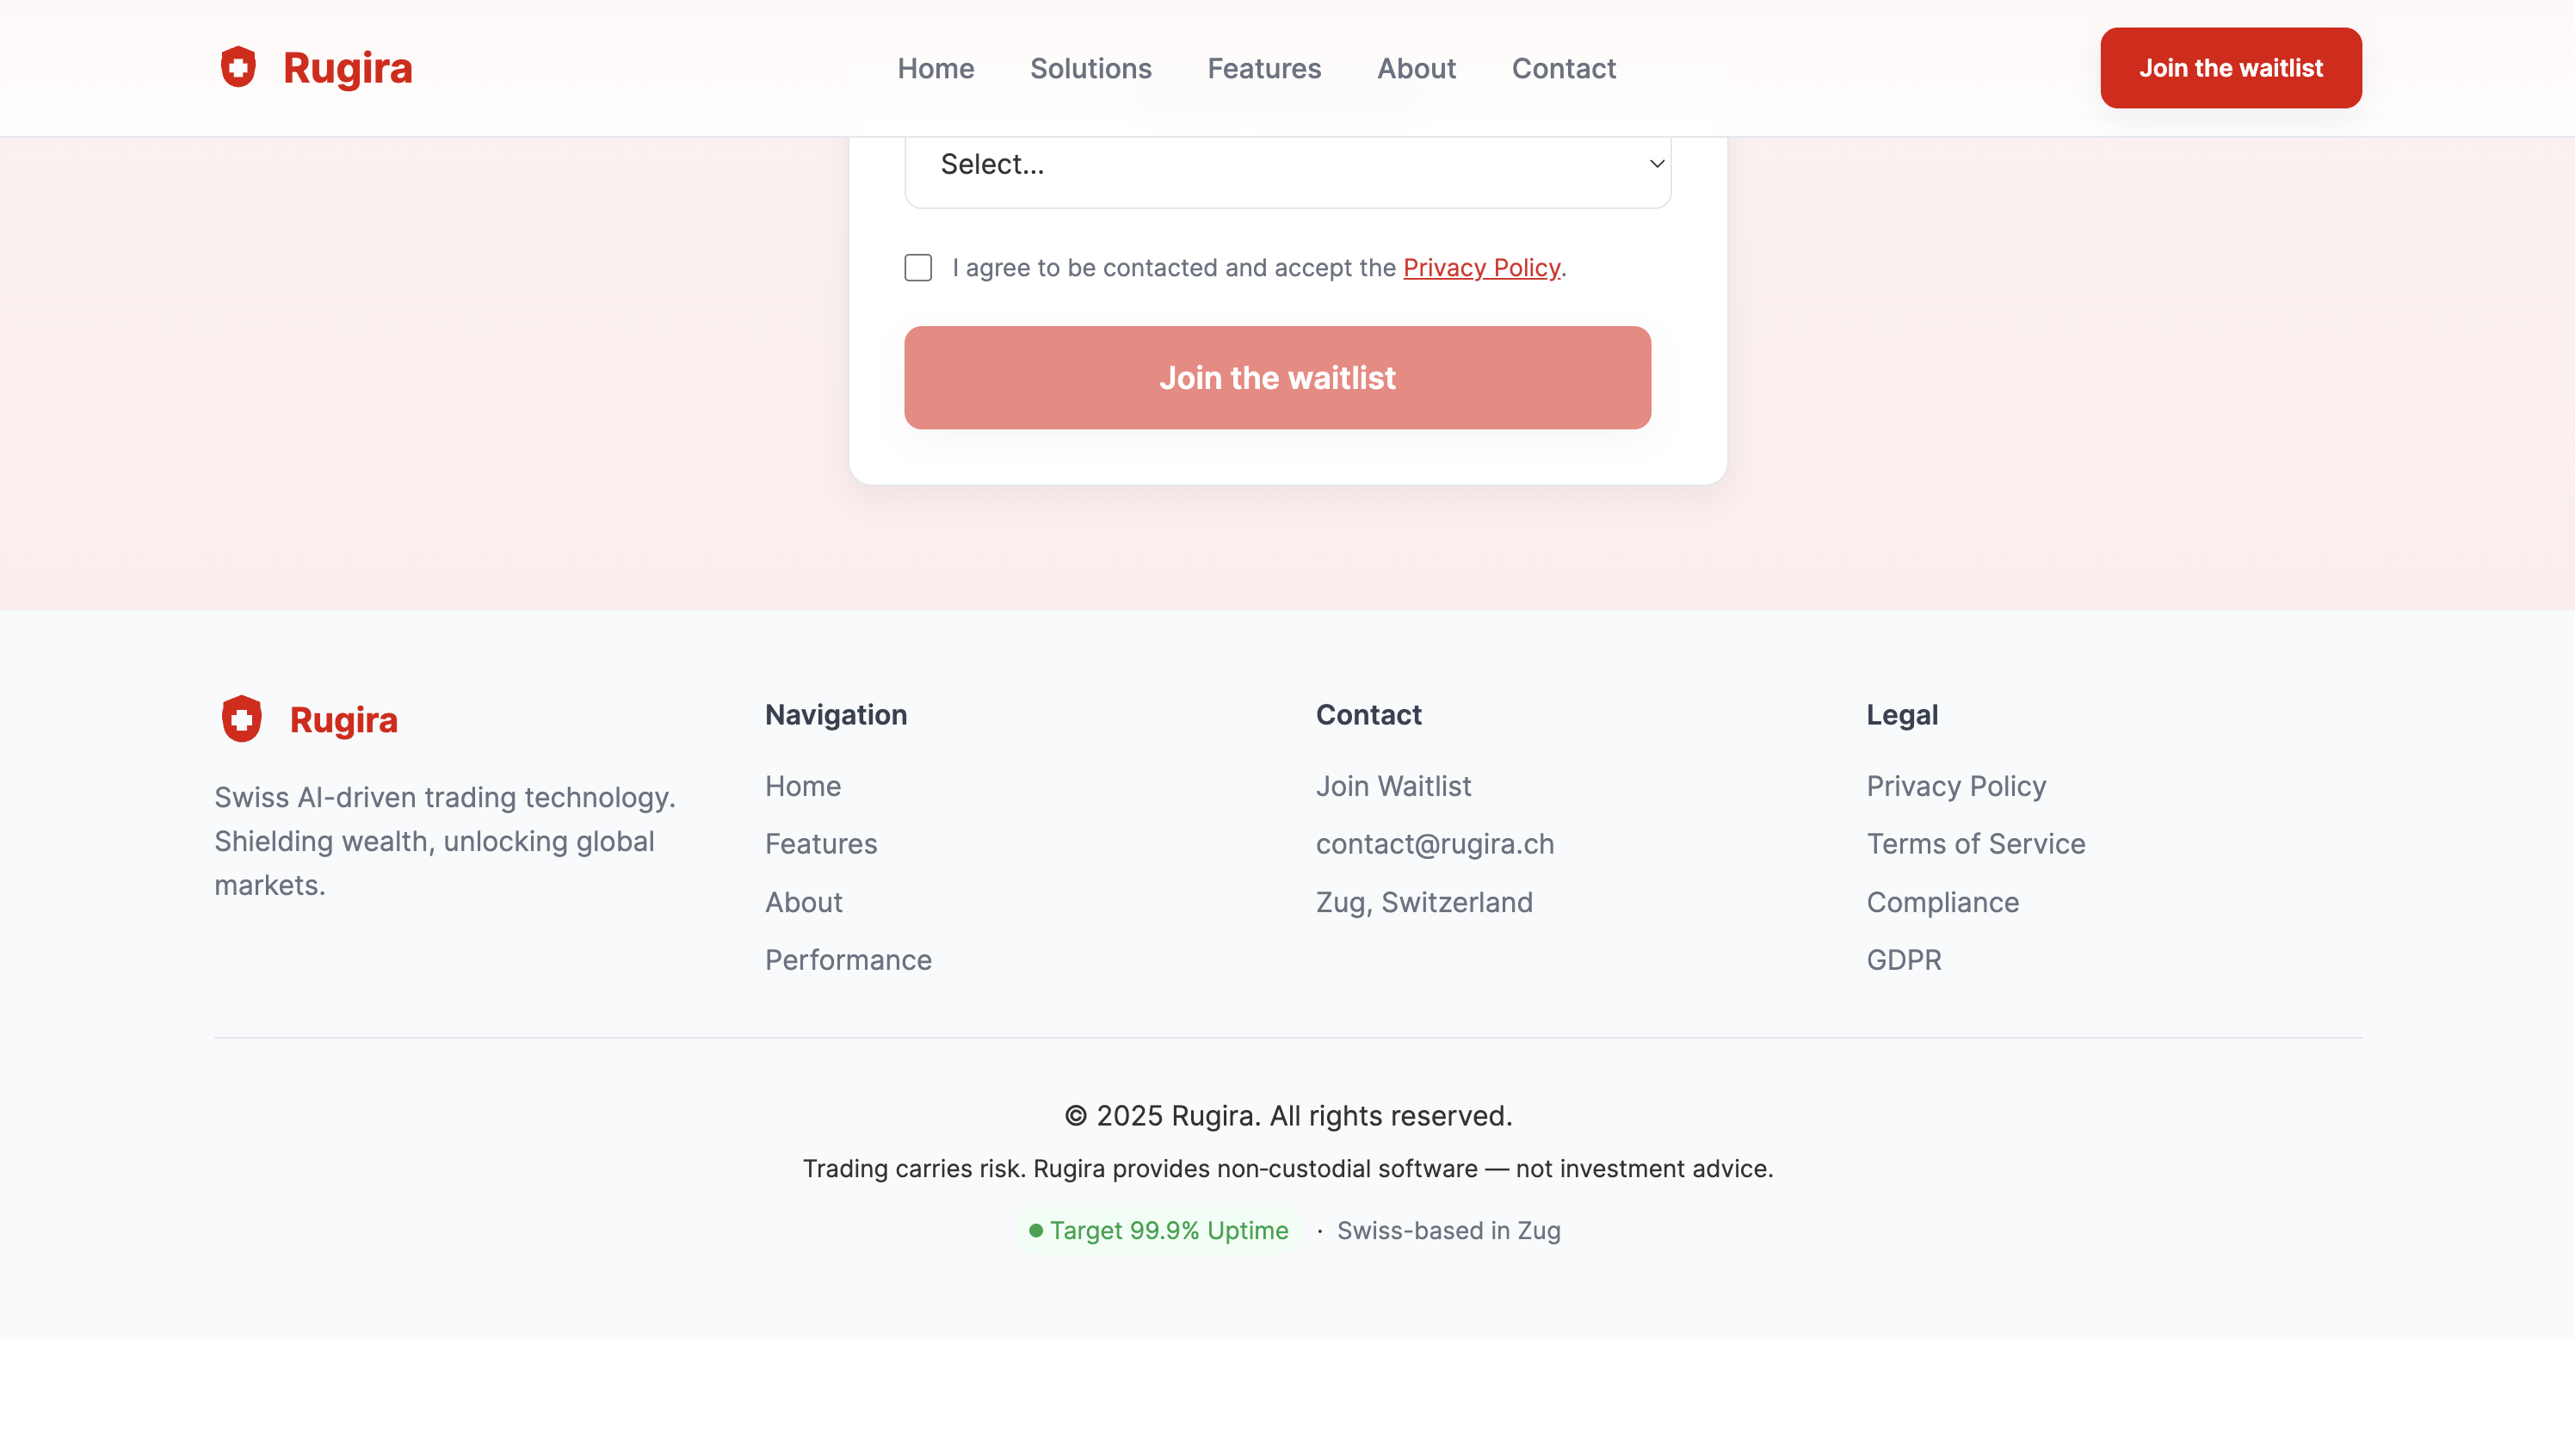 Rugira
Home
Solutions
Features
About
Contact
Join the waitlist
Select...
I agree to be contacted and accept the Privacy Policy.
Join the waitlist
Rugira
Swiss AI-driven trading technology.
Shielding wealth, unlocking global
markets.
Navigation
Home
Features
About
Performance
Contact
Join Waitlist
contact@rugira.ch
Zug, Switzerland
Legal
Privacy Policy
Terms of Service
Compliance
GDPR
© 2025 Rugira. All rights reserved.
Trading carries risk. Rugira provides non-custodial software — not investment advice.
Target 99.9% Uptime · Swiss-based in Zug